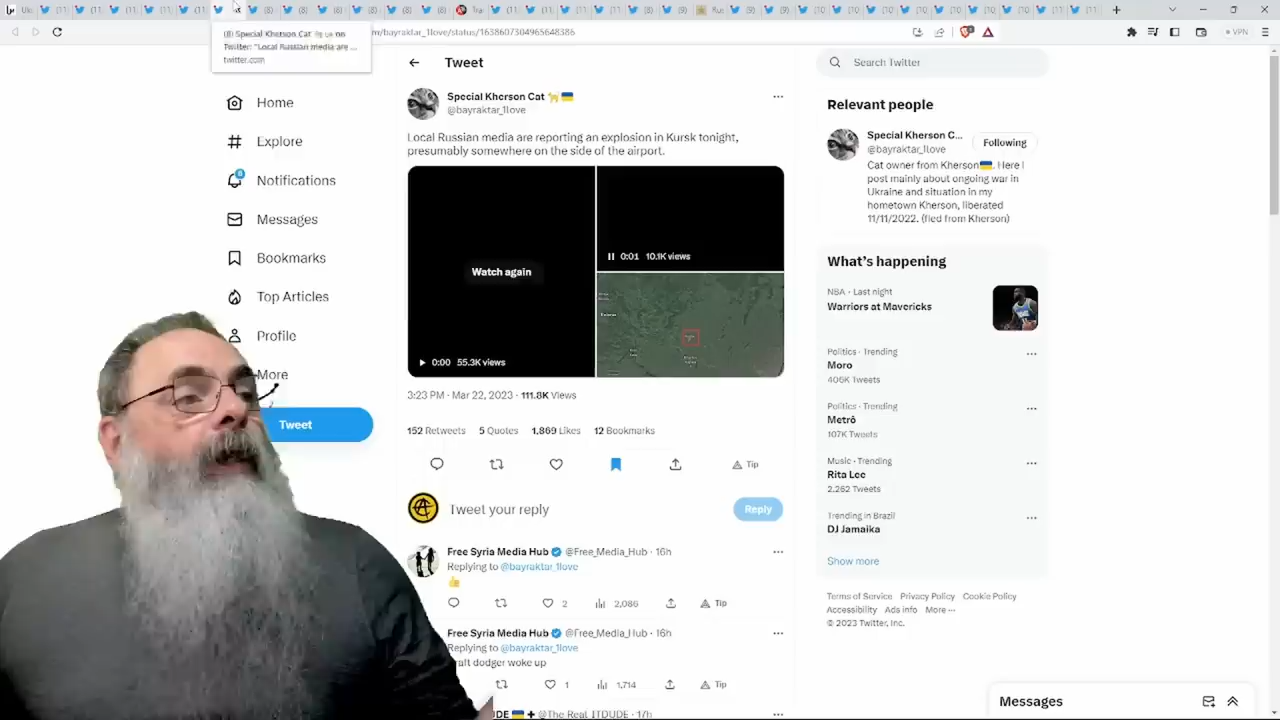 Special Kherson Cat
Twitter: "Local Russian media are ...
twitter.com
m/bayraktar_1love/status/1638607304965648386
VPN
Home
Explore
Notifications
Messages
Bookmarks
Top Articles
Profile
More
Tweet
Tweet
Special Kherson Cat 🐈🇺🇦
@bayraktar_1love
Local Russian media are reporting an explosion in Kursk tonight,
presumably somewhere on the side of the airport.
Watch again
0:00 55.3K views
0:01 10.1K views
3:23 PM · Mar 22, 2023 · 111.8K Views
152 Retweets 5 Quotes 1,869 Likes 12 Bookmarks
Tip
Tweet your reply
Reply
Free Syria Media Hub @Free_Media_Hub · 16h
Replying to @bayraktar_1love
👍
2 2,086 Tip
Free Syria Media Hub @Free_Media_Hub · 16h
Replying to @bayraktar_1love
raft dodger woke up
1 1,714 Tip
DUDE 🇺🇦 @The_Real_ITDUDE · 17h
Search Twitter
Relevant people
Special Kherson C...
@bayraktar_1love
Following
Cat owner from Kherson🇺🇦. Here I
post mainly about ongoing war in
Ukraine and situation in my
hometown Kherson, liberated
11/11/2022. (fled from Kherson)
What's happening
NBA · Last night
Warriors at Mavericks
Politics · Trending
Moro
406K Tweets
Politics · Trending
Metrô
107K Tweets
Music · Trending
Rita Lee
2,262 Tweets
Trending in Brazil
DJ Jamaika
Show more
Terms of Service Privacy Policy Cookie Policy
Accessibility Ads info More ···
© 2023 Twitter, Inc.
Messages